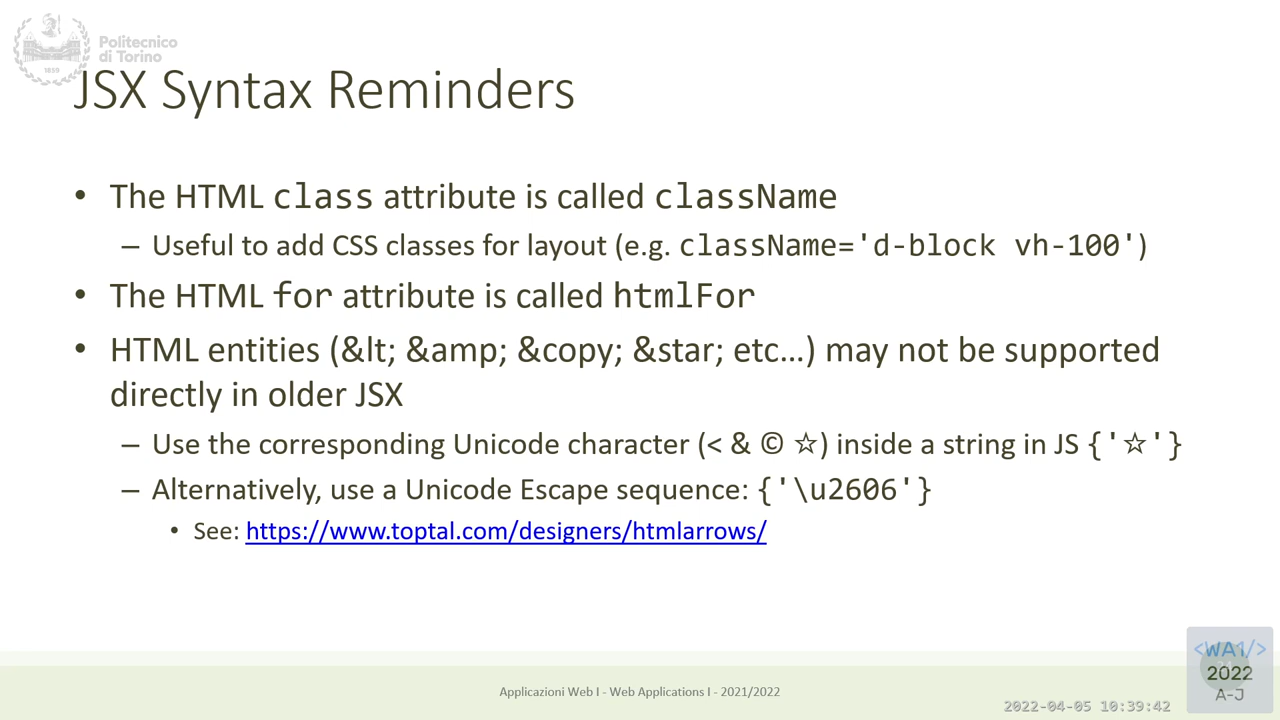 Politecnico
di Torino
1859
JSX Syntax Reminders
• The HTML class attribute is called className
– Useful to add CSS classes for layout (e.g. className='d-block vh-100')
• The HTML for attribute is called htmlFor
• HTML entities (&lt; &amp; &copy; &star; etc…) may not be supported
directly in older JSX
– Use the corresponding Unicode character (< & © ☆) inside a string in JS {'☆'}
– Alternatively, use a Unicode Escape sequence: {'\u2606'}
• See: https://www.toptal.com/designers/htmlarrows/
<WA1/>
2022
A-J
Applicazioni Web I - Web Applications I - 2021/2022
2022-04-05 10:39:42